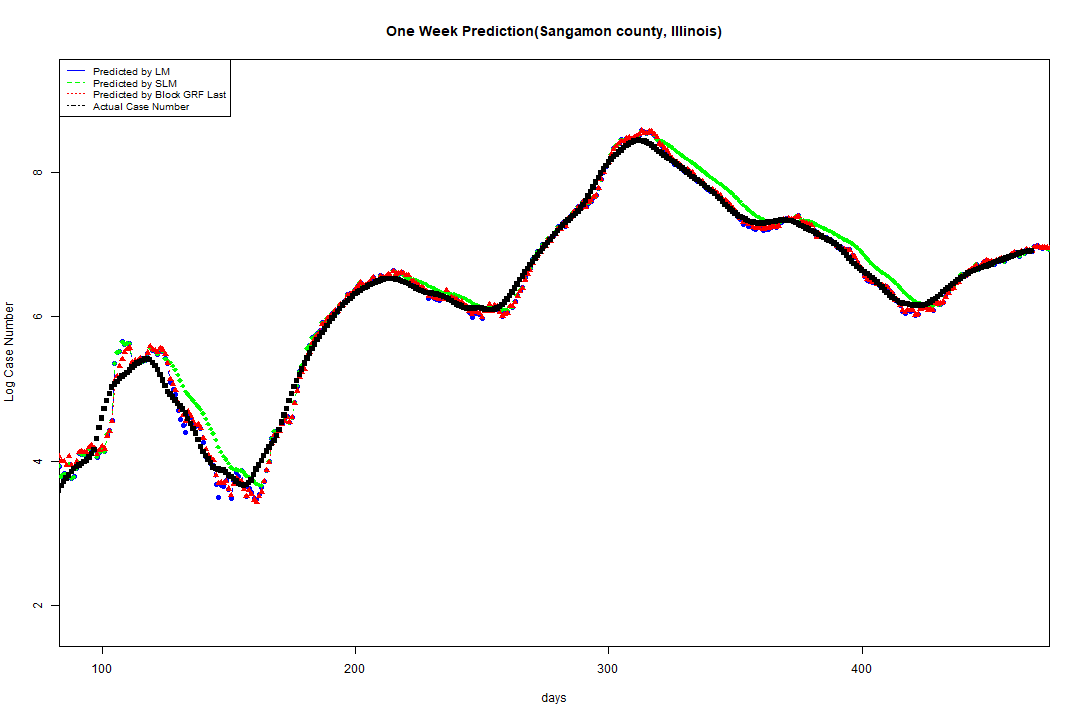 One Week Prediction(Sangamon county, Illinois)
Predicted by LM
Predicted by SLM
Predicted by Block GRF Last
Actual Case Number
Log Case Number
8
6
4
2
100 200 300 400
days